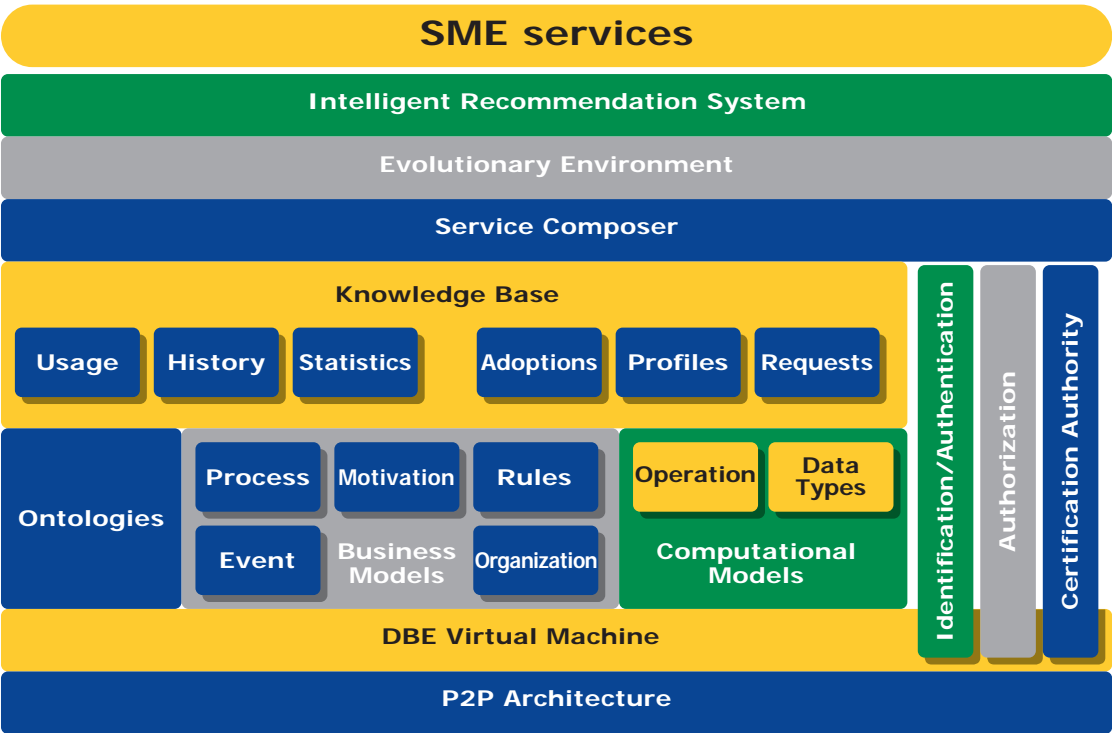 SME services
Intelligent Recommendation System
Evolutionary Environment
Service Composer
Knowledge Base
Usage
History
Statistics
Adoptions
Profiles
Requests
Ontologies
Process
Motivation
Rules
Event
Business
Models
Organization
Operation
Data
Types
Computational
Models
Identification/Authentication
Authorization
Certification Authority
DBE Virtual Machine
P2P Architecture